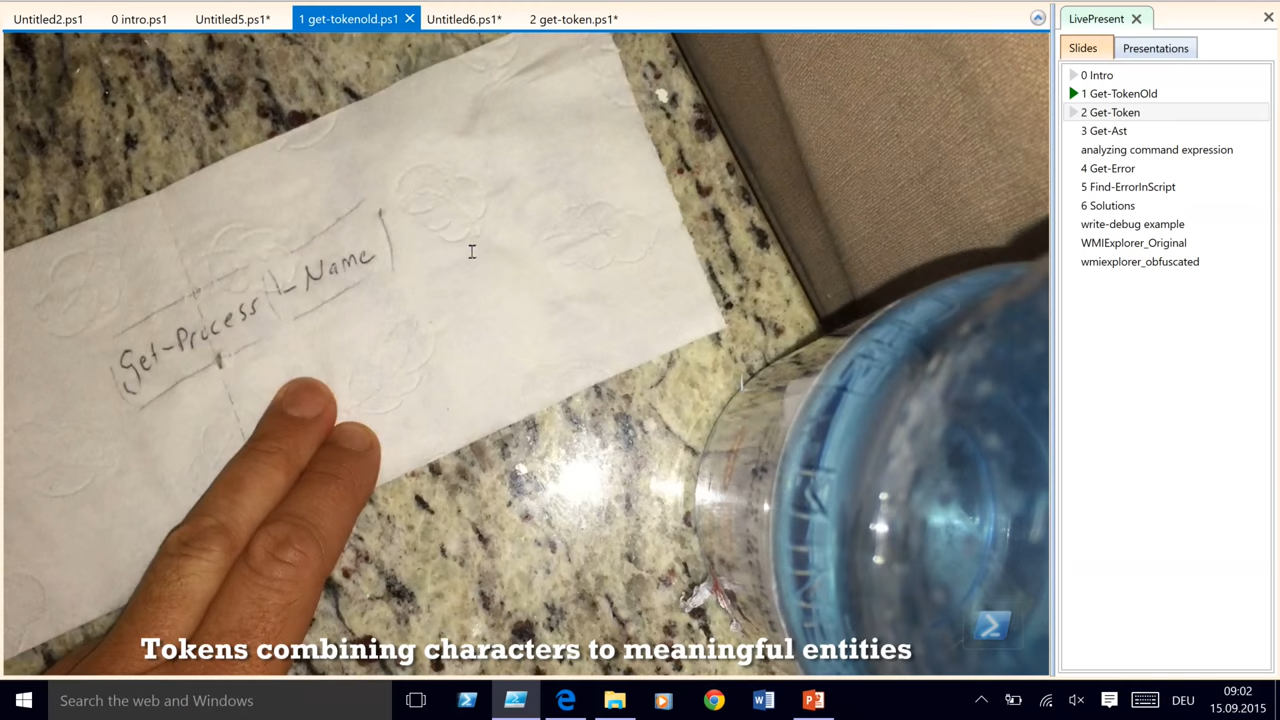 Untitled2.ps1
0 intro.ps1
Untitled5.ps1*
1 get-tokenold.ps1
Untitled6.ps1*
2 get-token.ps1*
get-Process -Name
Tokens combining characters to meaningful entities
LivePresent
Slides
Presentations
0 Intro
1 Get-TokenOld
2 Get-Token
3 Get-Ast
analyzing command expression
4 Get-Error
5 Find-ErrorInScript
6 Solutions
write-debug example
WMIExplorer_Original
wmiexplorer_obfuscated
Search the web and Windows
DEU
09:02
15.09.2015